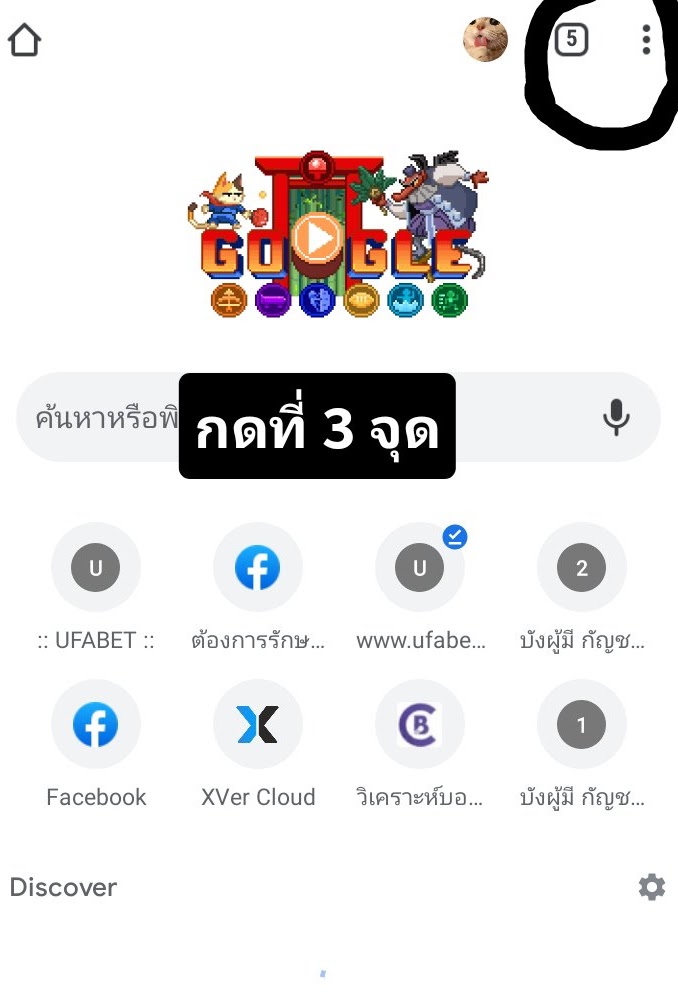 5
GOOGLE
ค้นหาหรือพิ
กดที่ 3 จุด
U
U
2
:: UFABET ::
ต้องการรักษ...
www.ufabe...
บังผู้มี กัญช...
B
1
Facebook
XVer Cloud
วิเคราะห์บอ...
บังผู้มี กัญช...
Discover